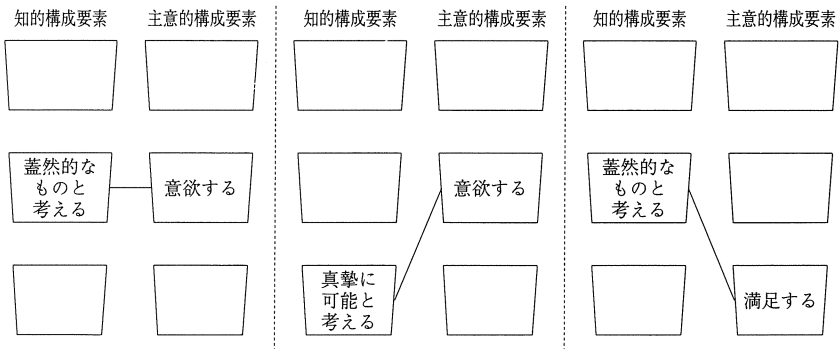 知的構成要素 主意的構成要素
蓋然的な
ものと
考える
意欲する
知的構成要素 主意的構成要素
意欲する
真摯に
可能と
考える
知的構成要素 主意的構成要素
蓋然的な
ものと
考える
満足する